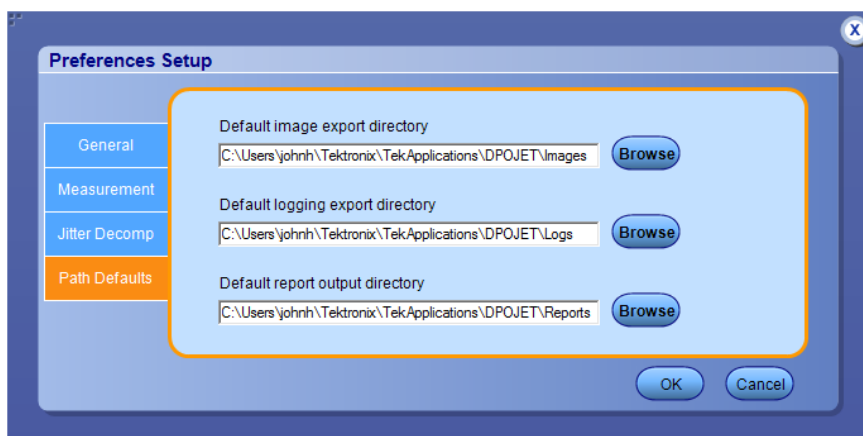 X
Preferences Setup
General
Measurement
Jitter Decomp
Path Defaults
Default image export directory
C:\Users\johnh\Tektronix\TekApplications\DPOJET\Images
Browse
Default logging export directory
C:\Users\johnh\Tektronix\TekApplications\DPOJET\Logs
Browse
Default report output directory
C:\Users\johnh\Tektronix\TekApplications\DPOJET\Reports
Browse
OK
Cancel